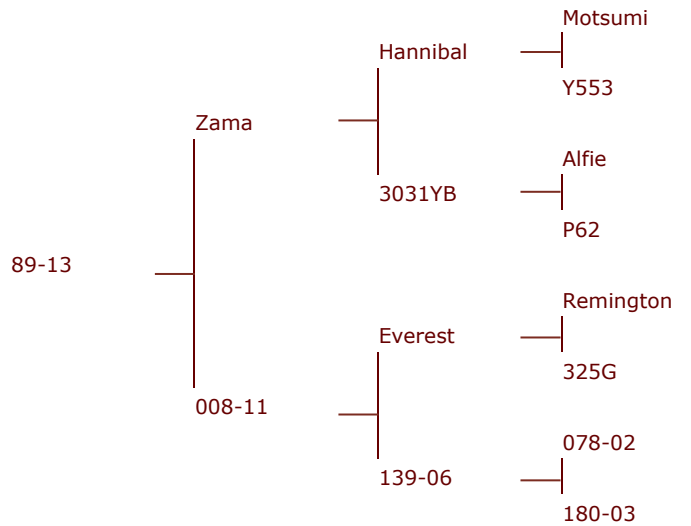 Motsumi
Hannibal
Y553
Zama
Alfie
3031YB
P62
89-13
Remington
Everest
325G
008-11
078-02
139-06
180-03